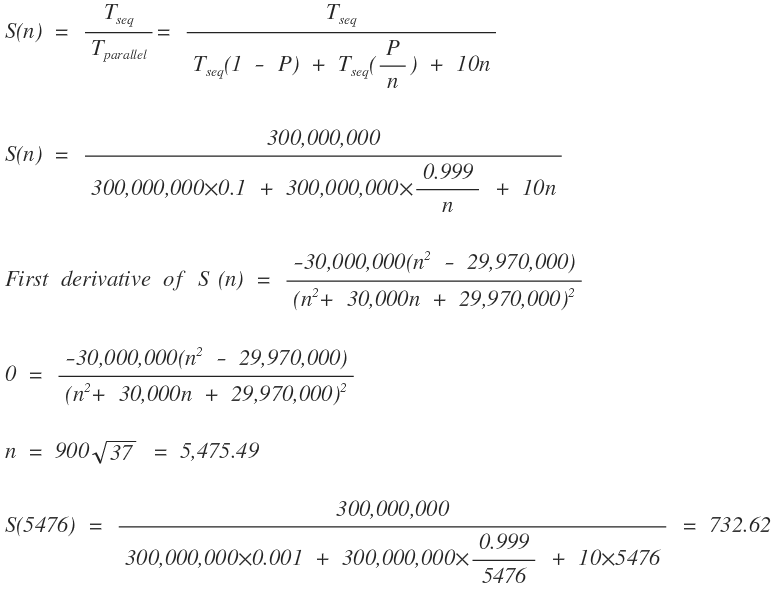 S(n) = T_seq / T_parallel = T_seq / (T_seq(1 - P) + T_seq(P/n) + 10n)
S(n) = 300,000,000 / (300,000,000×0.1 + 300,000,000×0.999/n + 10n)
First derivative of S (n) = -30,000,000(n² - 29,970,000) / (n²+ 30,000n + 29,970,000)²
0 = -30,000,000(n² - 29,970,000) / (n²+ 30,000n + 29,970,000)²
n = 900√37 = 5,475.49
S(5476) = 300,000,000 / (300,000,000×0.001 + 300,000,000×0.999/5476 + 10×5476) = 732.62